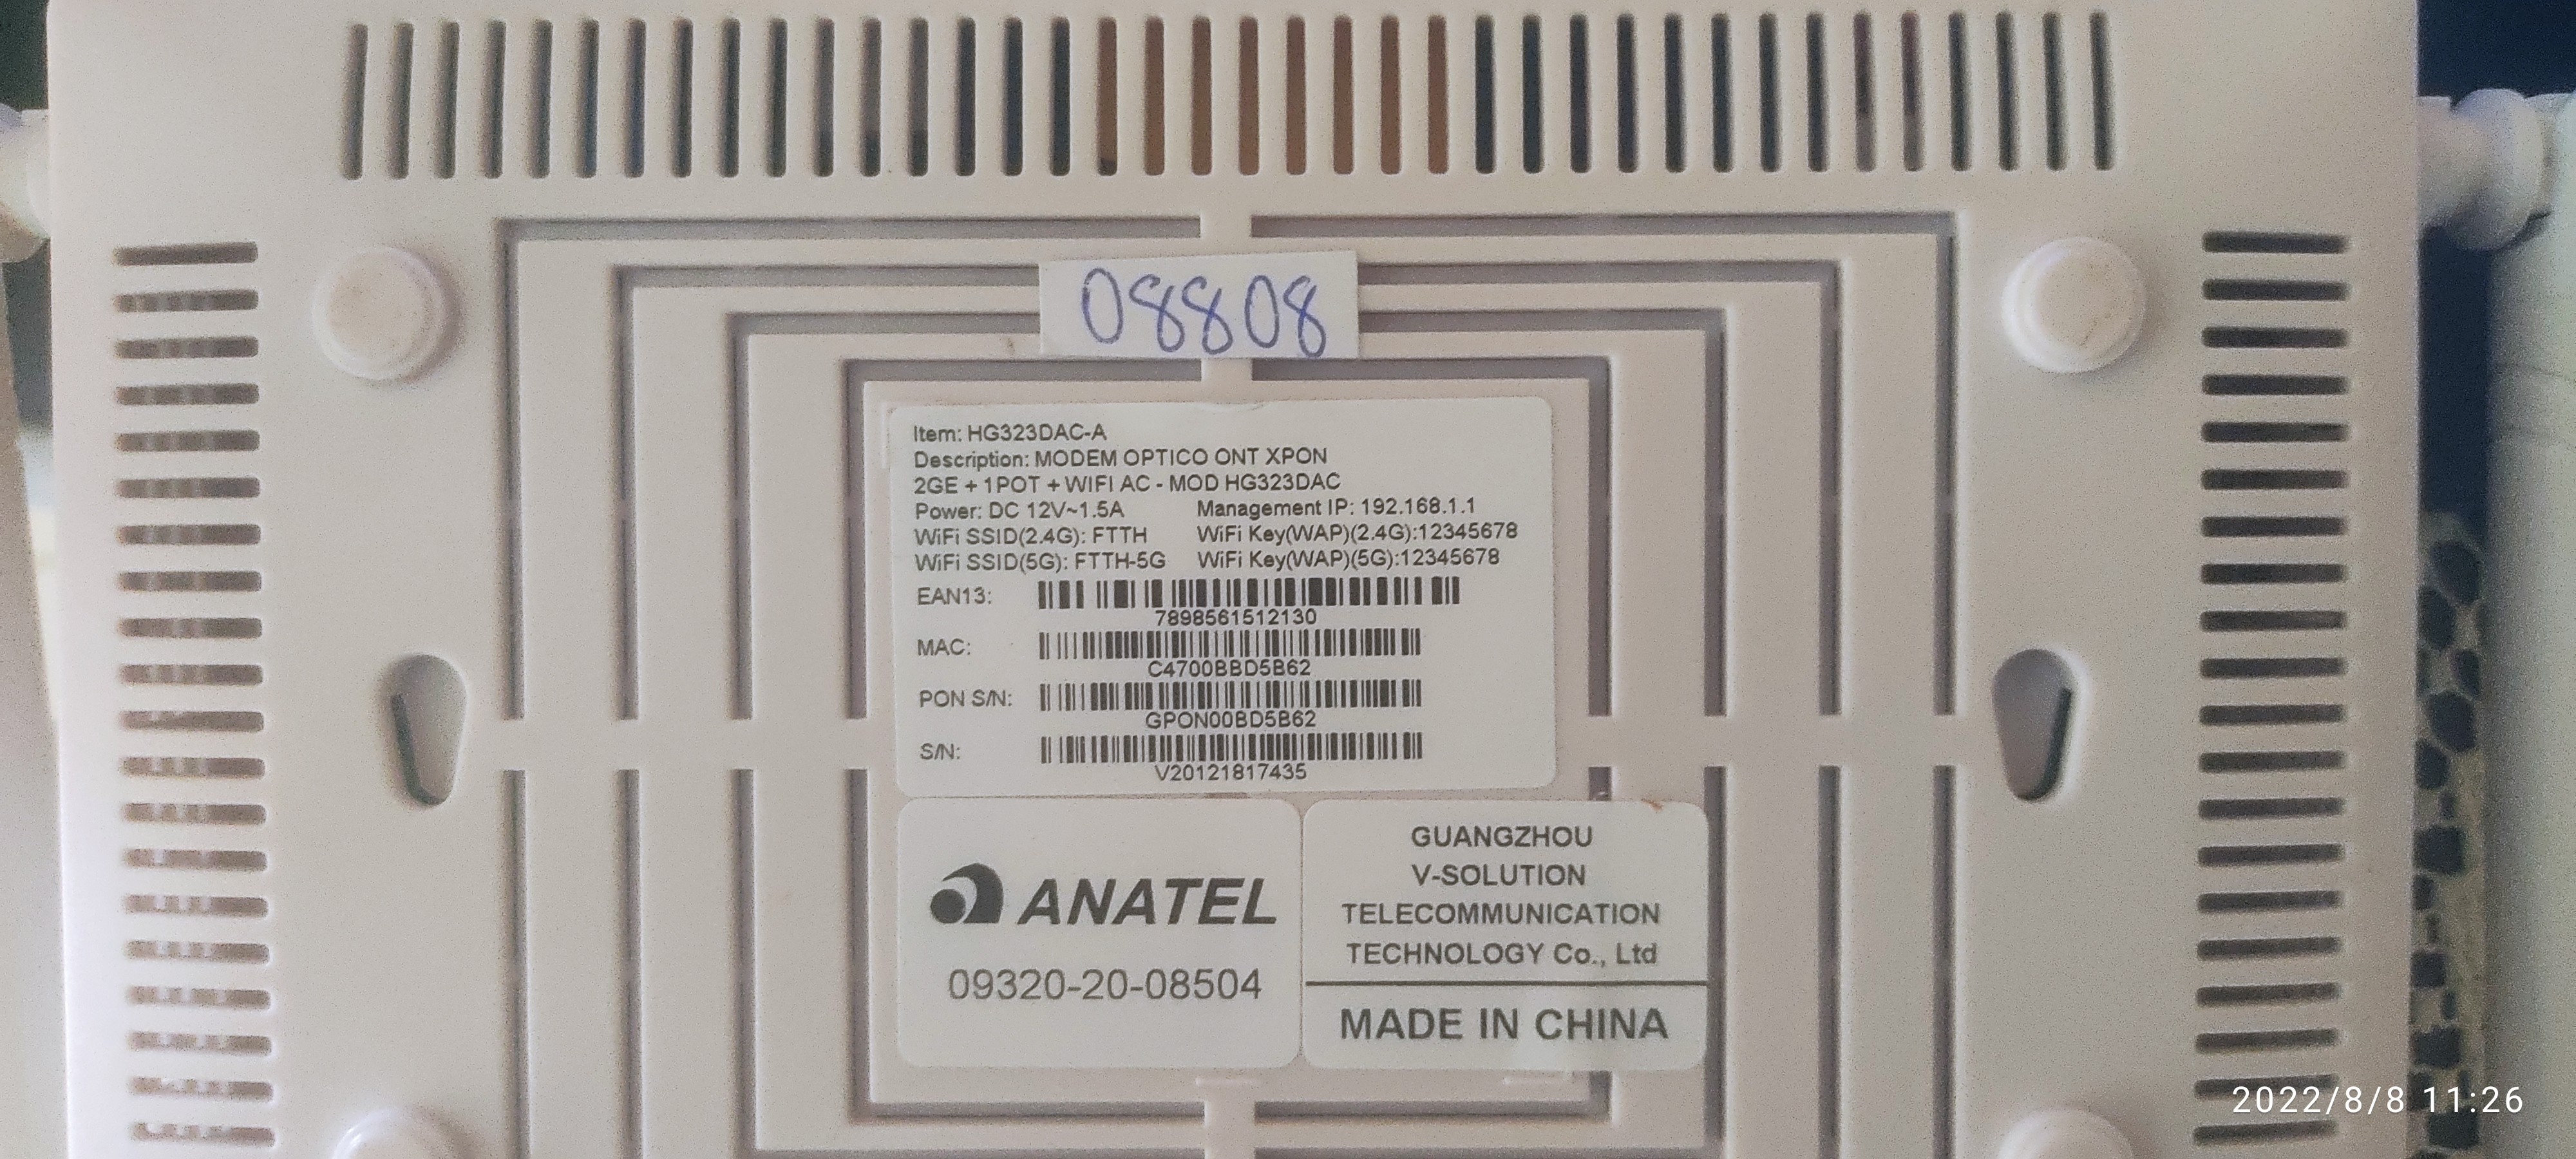 08808
Item: HG323DAC-A
Description: MODEM OPTICO ONT XPON
2GE + 1POT + WIFI AC - MOD HG323DAC
Power: DC 12V~1.5A Management IP: 192.168.1.1
WiFi SSID(2.4G): FTTH WiFi Key(WAP)(2.4G):12345678
WiFi SSID(5G): FTTH-5G WiFi Key(WAP)(5G):12345678
EAN13:
7898561512130
MAC:
C4700BBD5B62
PON S/N:
GPON00BD5B62
S/N:
V20121817435
ANATEL
09320-20-08504
GUANGZHOU
V-SOLUTION
TELECOMMUNICATION
TECHNOLOGY Co., Ltd
MADE IN CHINA
2022/8/8 11:26